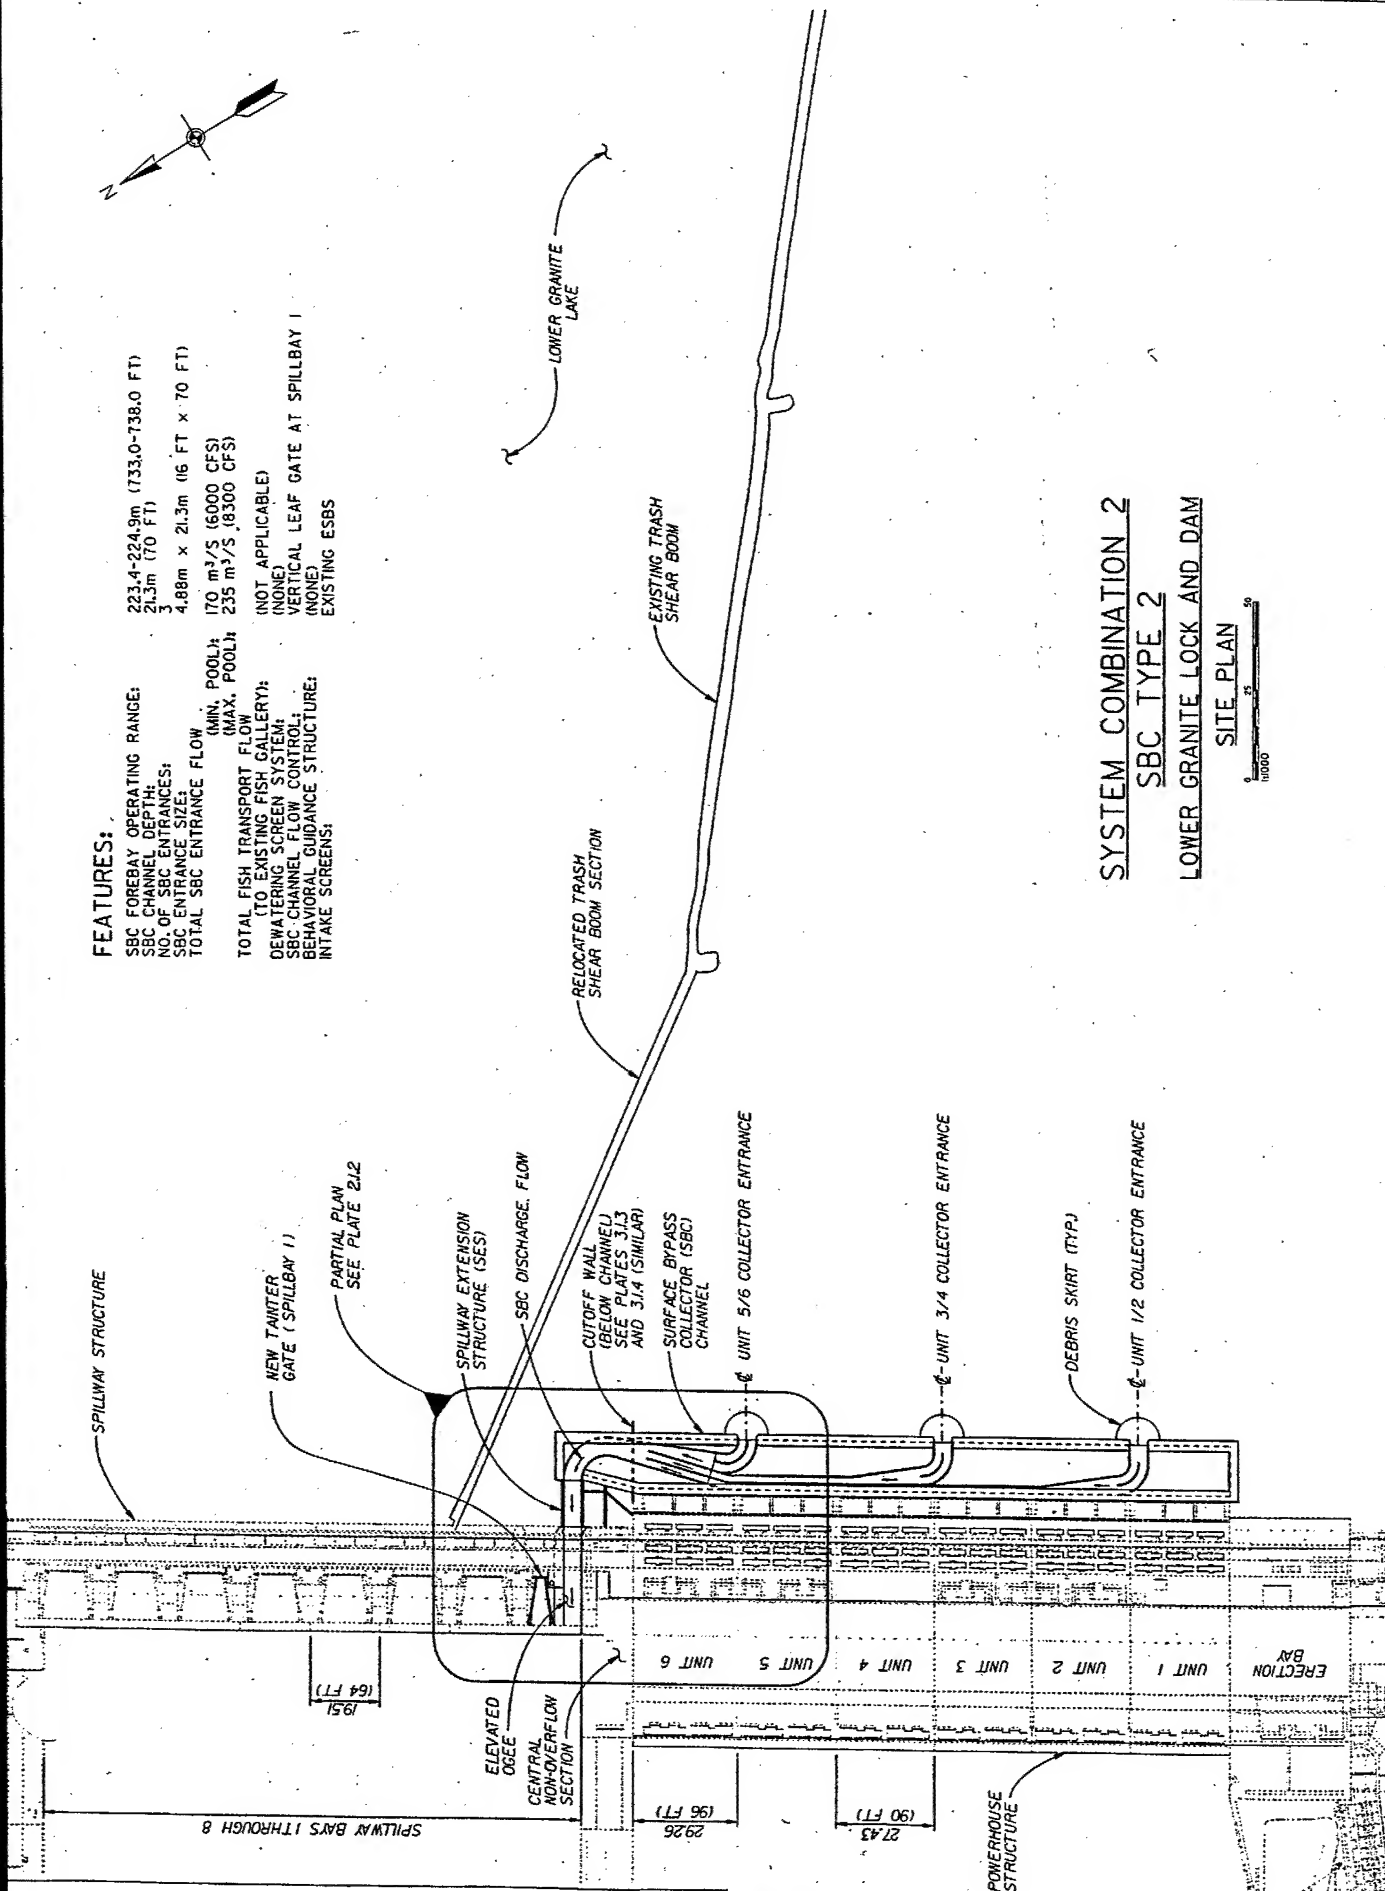 N
FEATURES:
SBC FOREBAY OPERATING RANGE: 223.4-224.9m (733.0-738.0 FT)
SBC CHANNEL DEPTH: 21.3m (70 FT)
NO. OF SBC ENTRANCES: 3
SBC ENTRANCE SIZE: 4.88m x 21.3m (16 FT x 70 FT)
TOTAL SBC ENTRANCE FLOW
(MIN. POOL): 170 m³/S (6000 CFS)
(MAX. POOL): 235 m³/S (8300 CFS)
TOTAL FISH TRANSPORT FLOW
(TO EXISTING FISH GALLERY): (NOT APPLICABLE)
DEWATERING SCREEN SYSTEM: (NONE)
SBC CHANNEL FLOW CONTROL: VERTICAL LEAF GATE AT SPILLBAY 1
BEHAVIORAL GUIDANCE STRUCTURE: (NONE)
INTAKE SCREENS: EXISTING ESBS
LOWER GRANITE
LAKE
EXISTING TRASH
SHEAR BOOM
RELOCATED TRASH
SHEAR BOOM SECTION
SPILLWAY STRUCTURE
NEW TAINTER
GATE (SPILLBAY 1)
PARTIAL PLAN
SEE PLATE 2.1.2
SPILLWAY EXTENSION
STRUCTURE (SES)
SBC DISCHARGE FLOW
CUTOFF WALL
(BELOW CHANNEL)
SEE PLATES 3.1.3
AND 3.1.4 (SIMILAR)
SURFACE BYPASS
COLLECTOR (SBC)
CHANNEL
℄ UNIT 5/6 COLLECTOR ENTRANCE
℄ UNIT 3/4 COLLECTOR ENTRANCE
DEBRIS SKIRT (TYP.)
℄ UNIT 1/2 COLLECTOR ENTRANCE
ELEVATED
OGEE
CENTRAL
NON-OVERFLOW
SECTION
POWERHOUSE
STRUCTURE
SPILLWAY BAYS 1 THROUGH 8
19.51
(64 FT)
29.26
(96 FT)
27.43
(90 FT)
UNIT 6
UNIT 5
UNIT 4
UNIT 3
UNIT 2
UNIT 1
ERECTION
BAY
SYSTEM COMBINATION 2
SBC TYPE 2
LOWER GRANITE LOCK AND DAM
SITE PLAN
0 25 50
1:1000